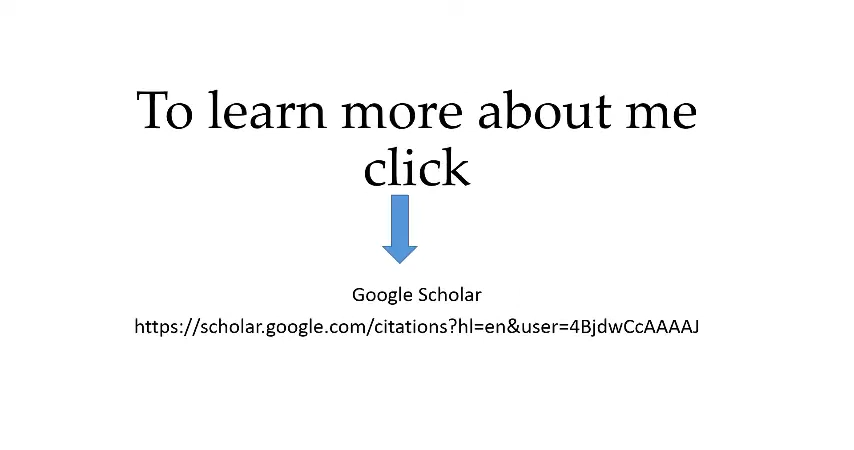 To learn more about me
click
Google Scholar
https://scholar.google.com/citations?hl=en&user=4BjdwCcAAAAJ